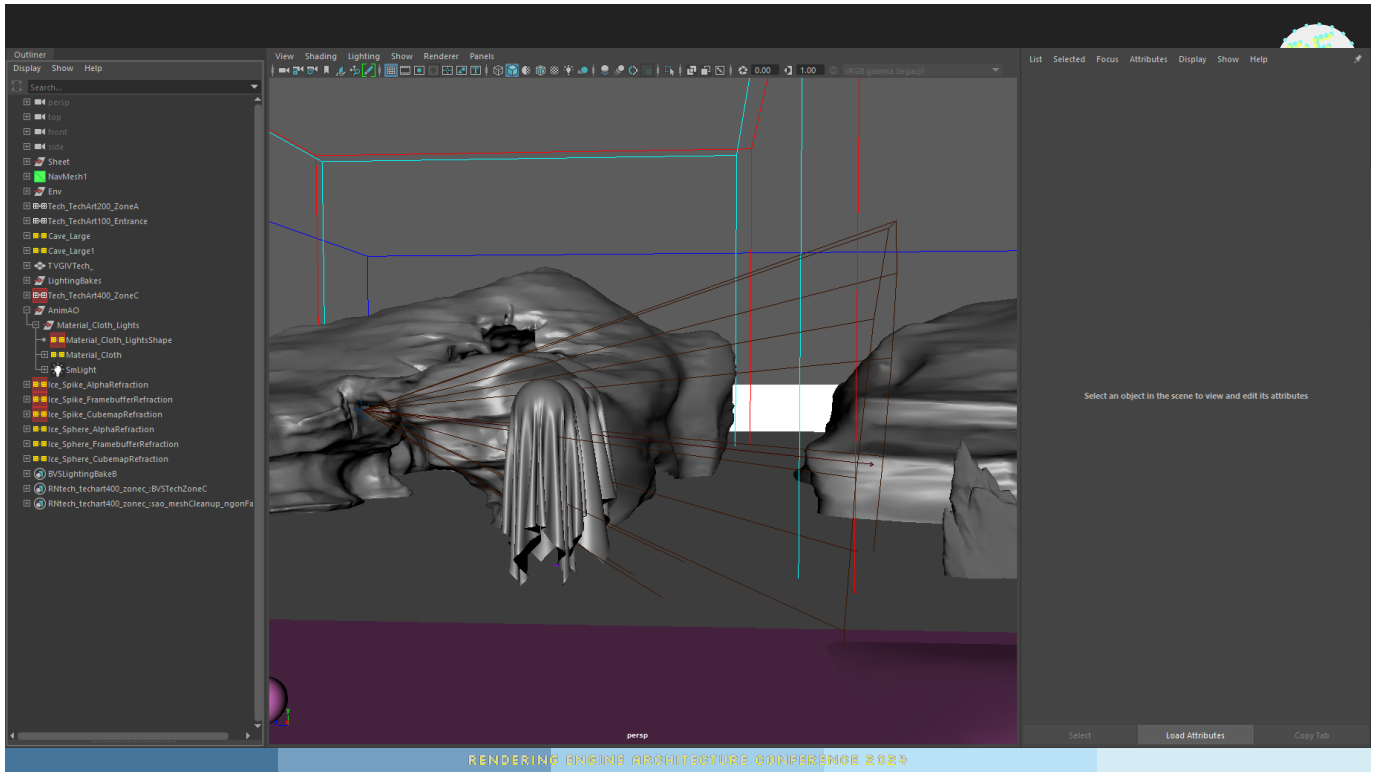 Outliner
Display Show Help
Search...
persp
top
front
side
Sheet
NavMesh1
Env
Tech_TechArt200_ZoneA
Tech_TechArt100_Entrance
Cave_Large
Cave_Large1
TVGIVTech_
LightingBakes
Tech_TechArt400_ZoneC
AnimAO
Material_Cloth_Lights
Material_Cloth_LightsShape
Material_Cloth
SmLight
Ice_Spike_AlphaRefraction
Ice_Spike_FramebufferRefraction
Ice_Spike_CubemapRefraction
Ice_Sphere_AlphaRefraction
Ice_Sphere_FramebufferRefraction
Ice_Sphere_CubemapRefraction
BVSLightingBakeB
RNtech_techart400_zonec_:BVSTechZoneC
RNtech_techart400_zonec_:sao_meshCleanup_ngonFa
View Shading Lighting Show Renderer Panels
0.00 1.00 sRGB gamma (legacy)
y
persp
List Selected Focus Attributes Display Show Help
Select an object in the scene to view and edit its attributes
Select Load Attributes Copy Tab
RENDERING ENGINE ARCHITECTURE CONFERENCE 2024